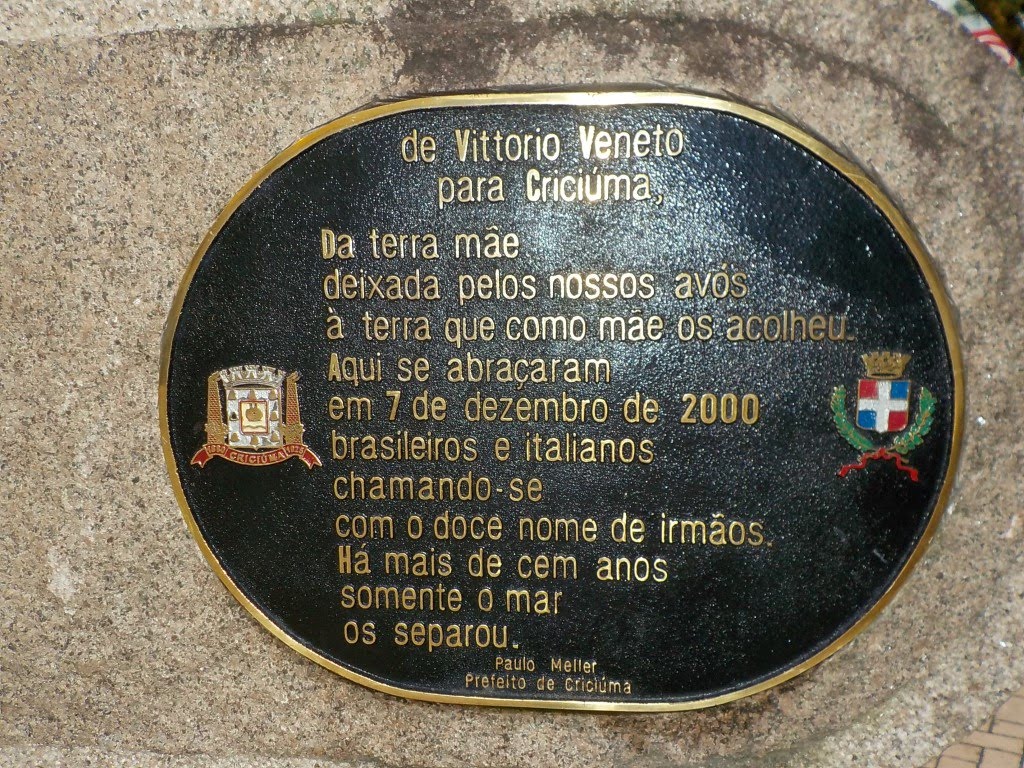 de Vittorio Veneto
para Criciúma,
Da terra mãe
deixada pelos nossos avós
à terra que como mãe os acolheu.
Aqui se abraçaram
em 7 de dezembro de 2000
brasileiros e italianos
chamando-se
com o doce nome de irmãos.
Há mais de cem anos
somente o mar
os separou.
Paulo Meller
Prefeito de Criciúma
CRICIÚMA